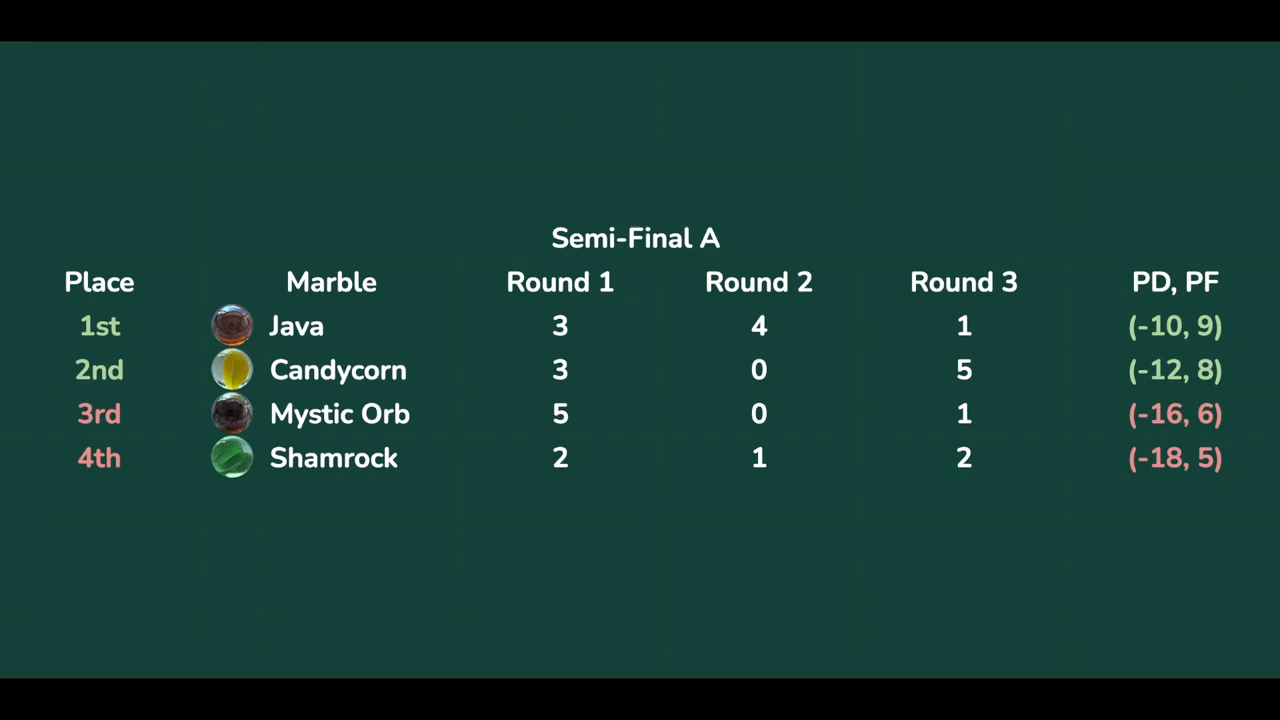 Semi-Final A
Place Marble Round 1 Round 2 Round 3 PD, PF
1st Java 3 4 1 (-10, 9)
2nd Candycorn 3 0 5 (-12, 8)
3rd Mystic Orb 5 0 1 (-16, 6)
4th Shamrock 2 1 2 (-18, 5)